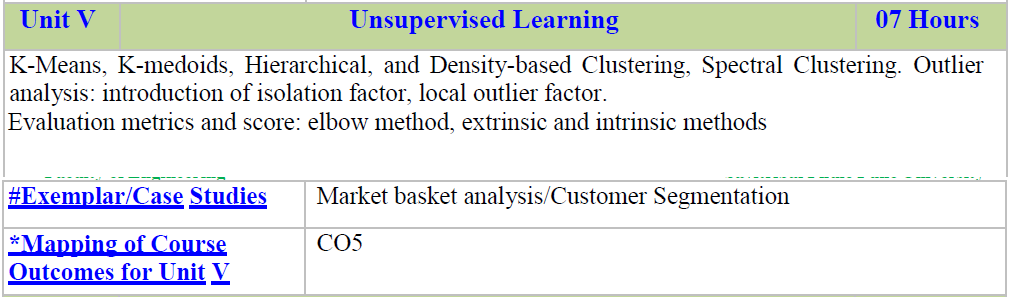 Unit V Unsupervised Learning 07 Hours
K-Means, K-medoids, Hierarchical, and Density-based Clustering, Spectral Clustering. Outlier
analysis: introduction of isolation factor, local outlier factor.
Evaluation metrics and score: elbow method, extrinsic and intrinsic methods
#Exemplar/Case Studies Market basket analysis/Customer Segmentation
*Mapping of Course CO5
Outcomes for Unit V